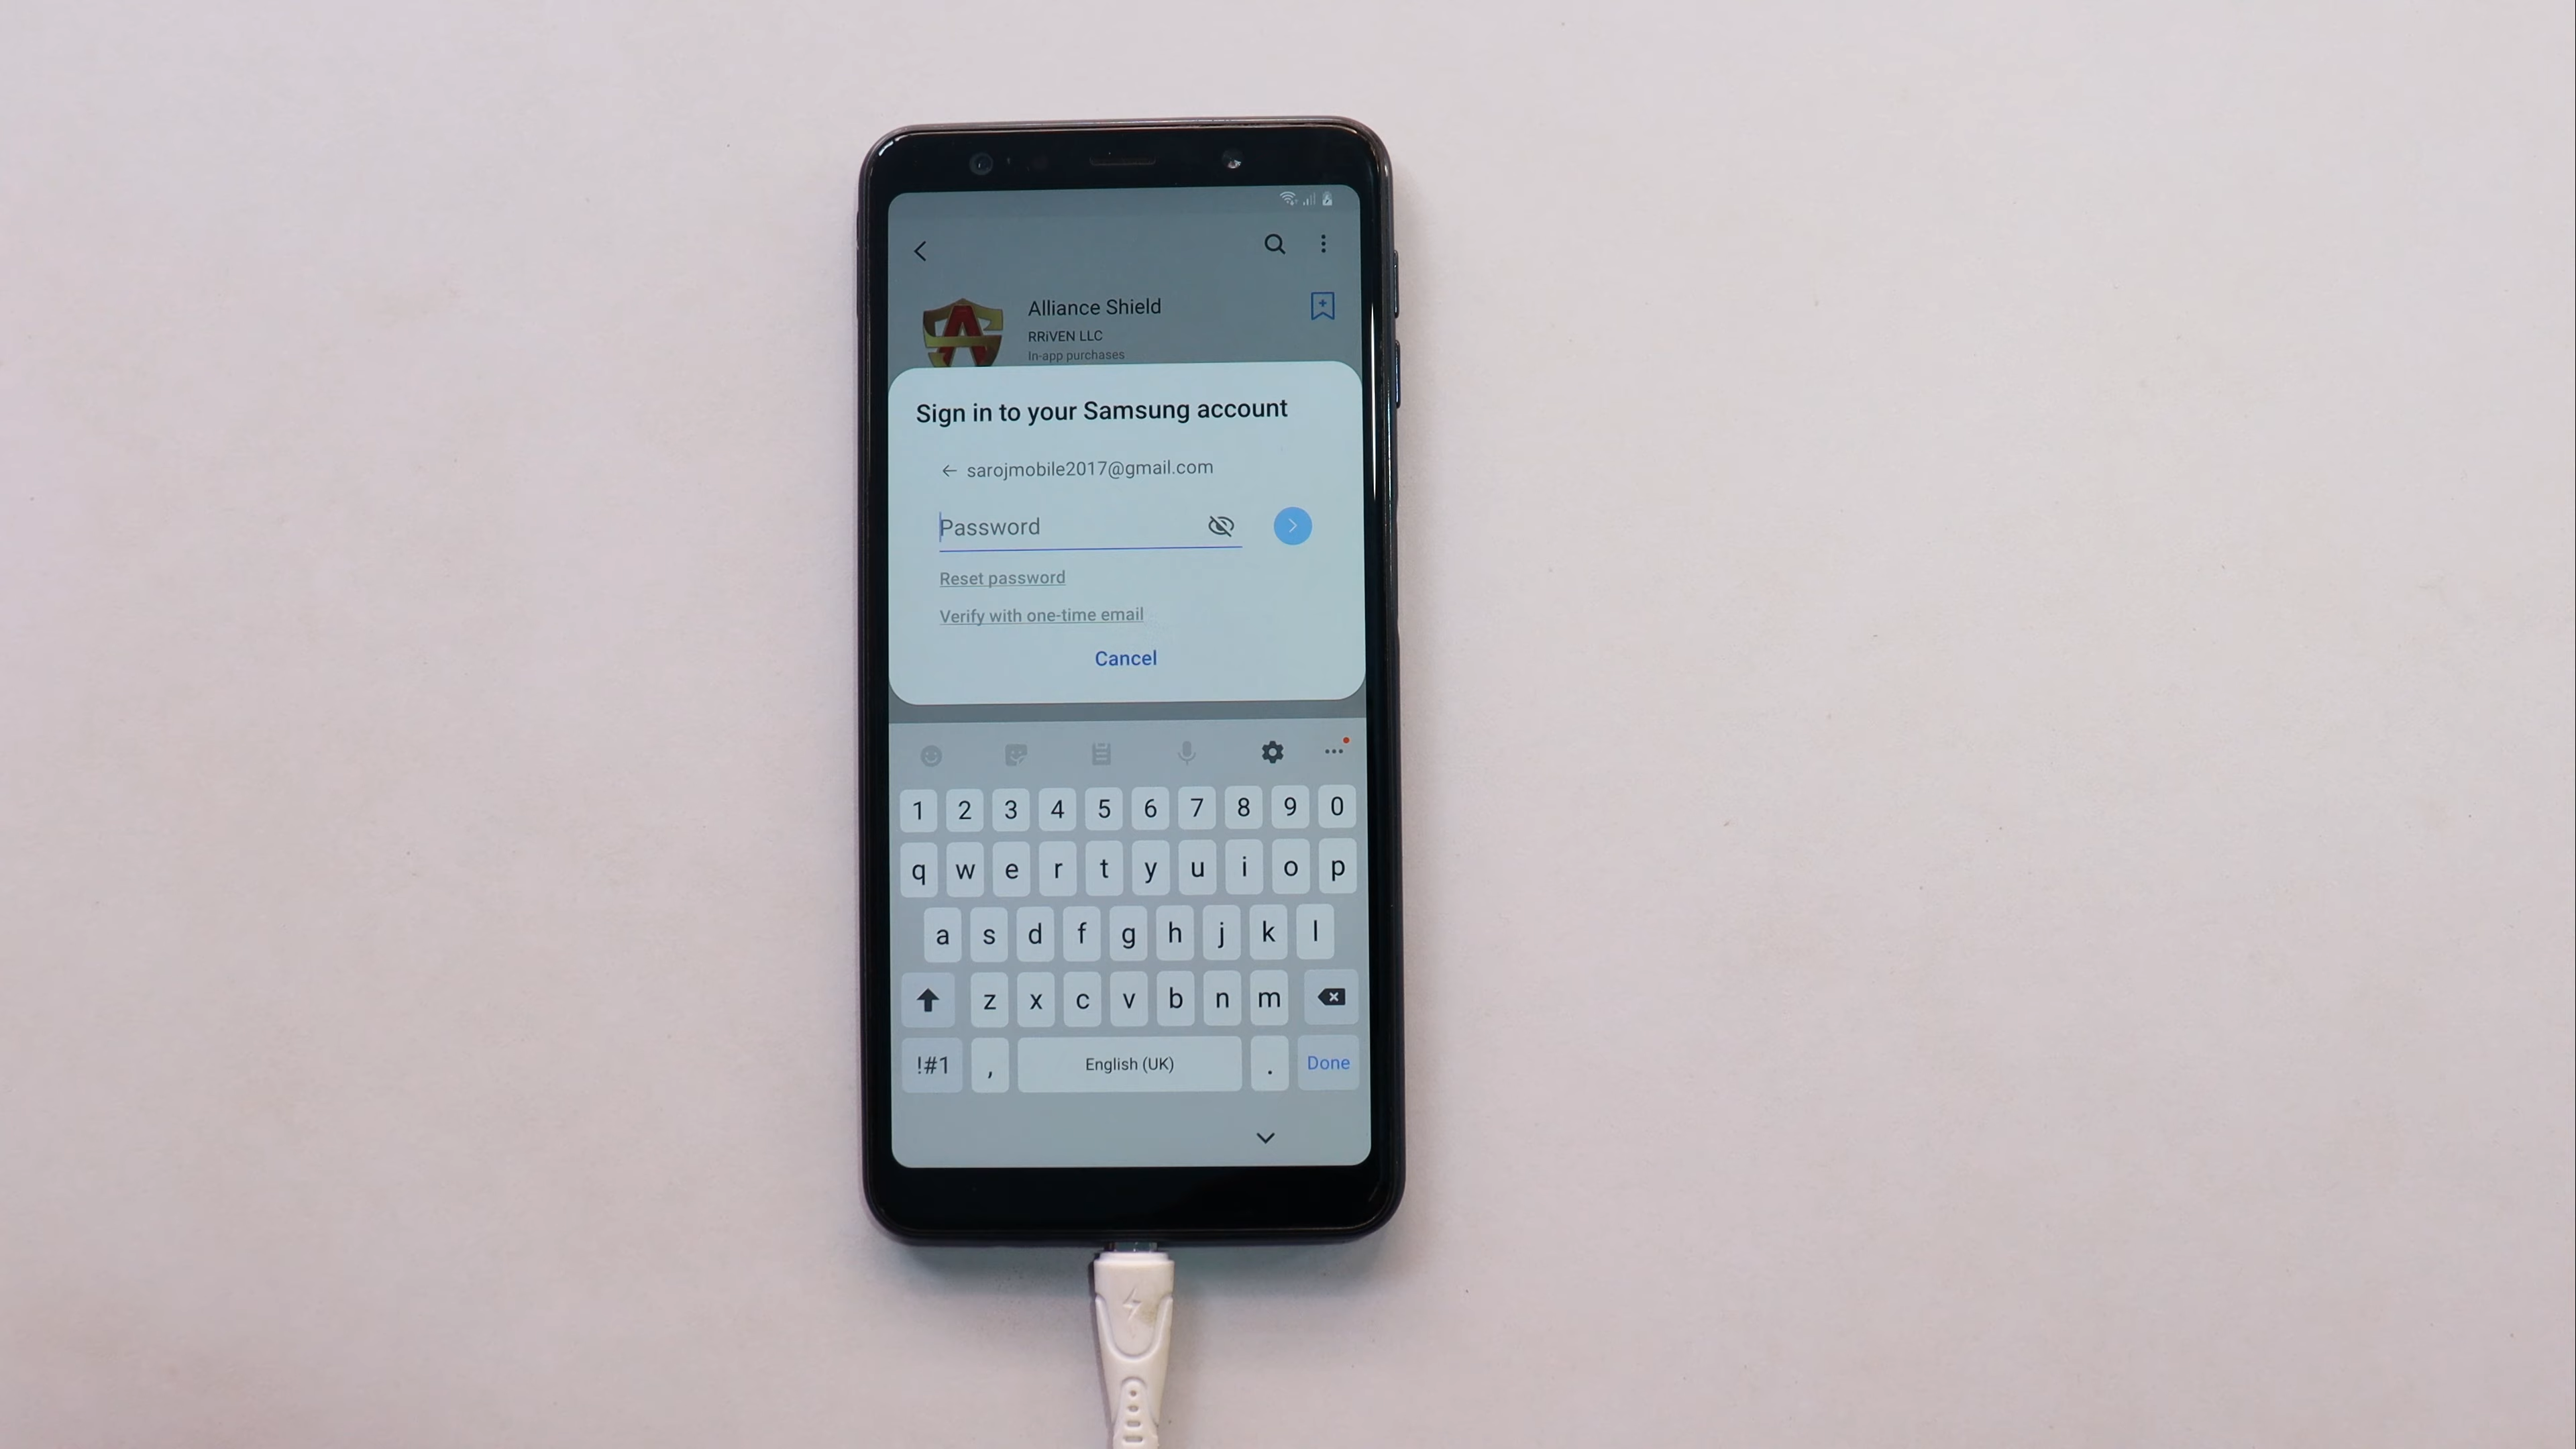 Alliance Shield
RRiVEN LLC
In-app purchases
Sign in to your Samsung account
← sarojmobile2017@gmail.com
Password
Reset password
Verify with one-time email
Cancel
1 2 3 4 5 6 7 8 9 0
q w e r t y u i o p
a s d f g h j k l
z x c v b n m
!#1 , English (UK) . Done